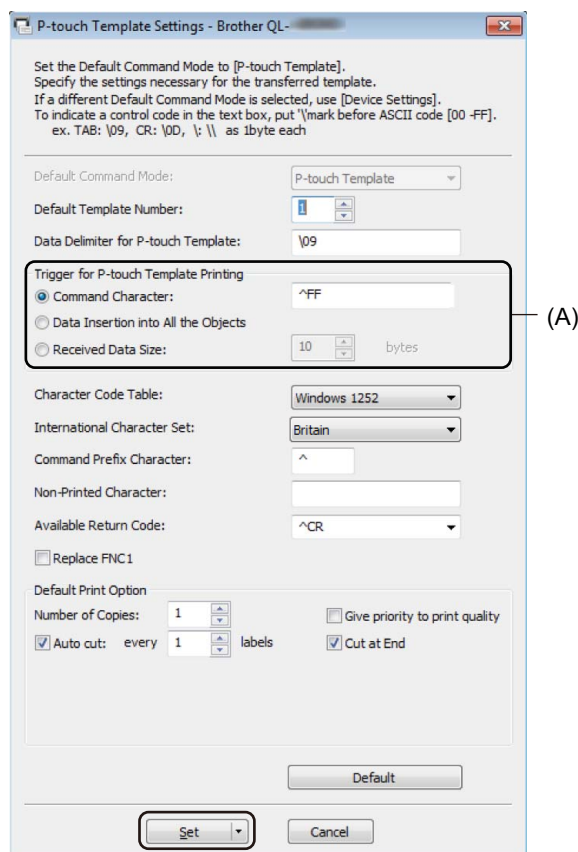 P-touch Template Settings - Brother QL-
Set the Default Command Mode to [P-touch Template].
Specify the settings necessary for the transferred template.
If a different Default Command Mode is selected, use [Device Settings].
To indicate a control code in the text box, put '\'mark before ASCII code [00 -FF].
ex. TAB: \09, CR: \0D, \: \\ as 1byte each
Default Command Mode: P-touch Template
Default Template Number: 1
Data Delimiter for P-touch Template: \09
Trigger for P-touch Template Printing
Command Character: ^FF
(A)
Data Insertion into All the Objects
Received Data Size: 10 bytes
Character Code Table: Windows 1252
International Character Set: Britain
Command Prefix Character: ^
Non-Printed Character:
Available Return Code: ^CR
Replace FNC1
Default Print Option
Number of Copies: 1 Give priority to print quality
Auto cut: every 1 labels Cut at End
Default
Set Cancel